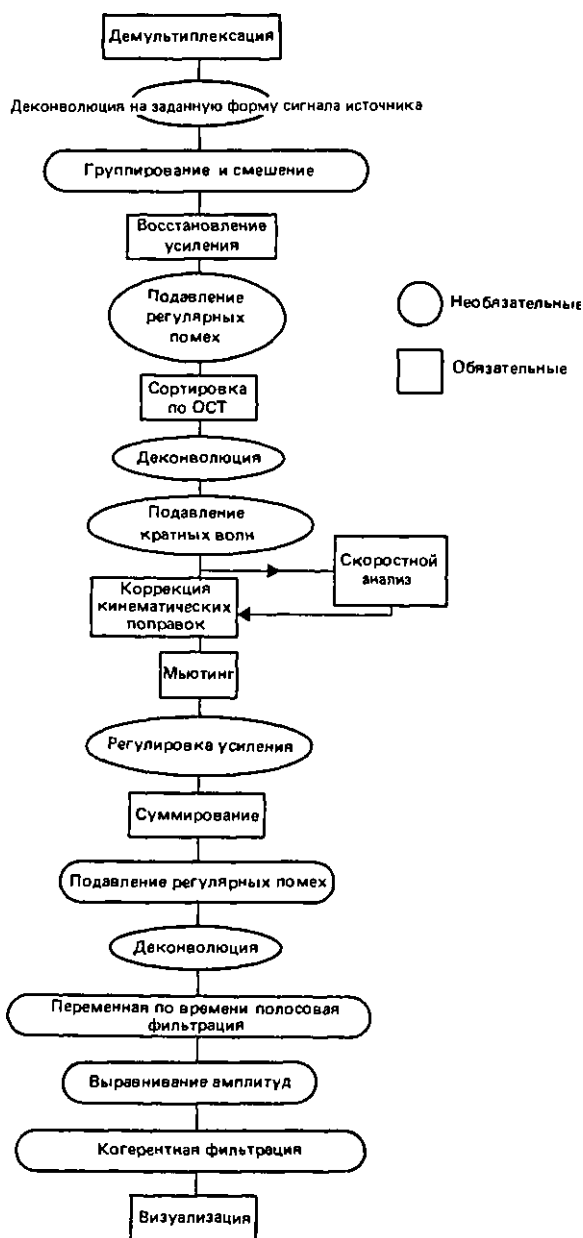 Демультиплексация
Деконволюция на заданную форму сигнала источника
Группирование и смешение
Восстановление
усиления
Подавление
регулярных
помех
Необязательные
Обязательные
Сортировка
по ОСТ
Деконволюция
Подавление
кратных волн
Скоростной
анализ
Коррекция
кинематических
поправок
Мьютинг
Регулировка усиления
Суммирование
Подавление регулярных помех
Деконволюция
Переменная по времени полосовая
фильтрация
Выравнивание амплитуд
Когерентная фильтрация
Визуализация